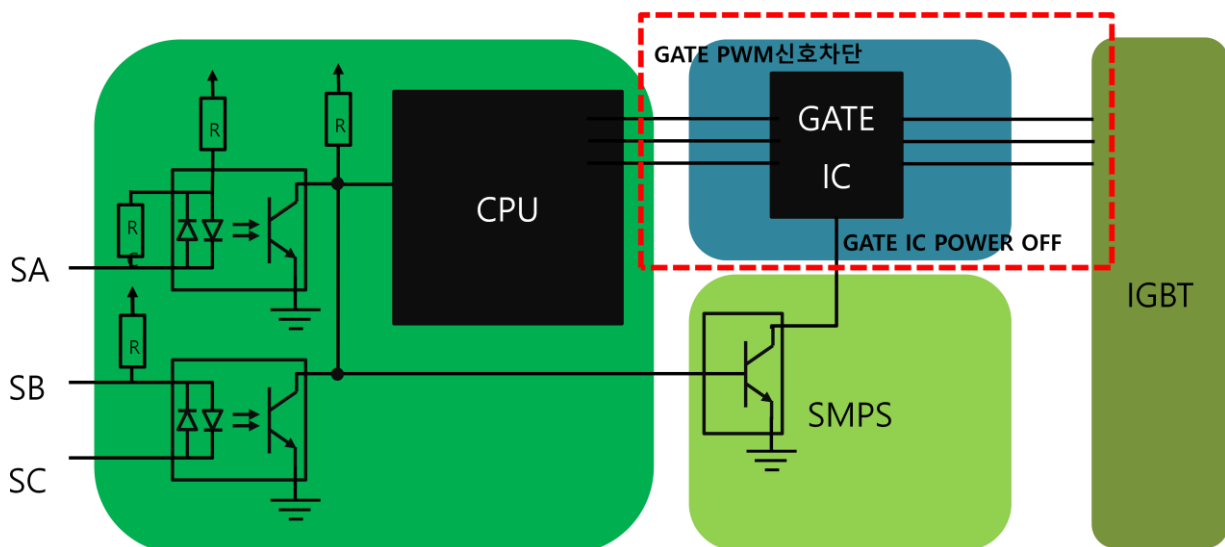 GATE PWM신호차단
R
R
GATE
IC
CPU
R
SA
GATE IC POWER OFF
IGBT
R
SB
SMPS
SC